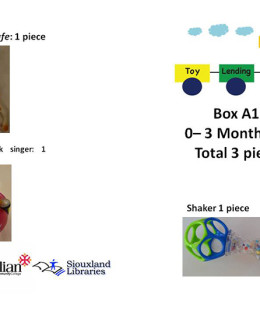 fe: 1 piece
k singer: 1
lian
Siouxland
Libraries
Toy
Lending
Box A1
0– 3 Month
Total 3 pie
Shaker 1 piece